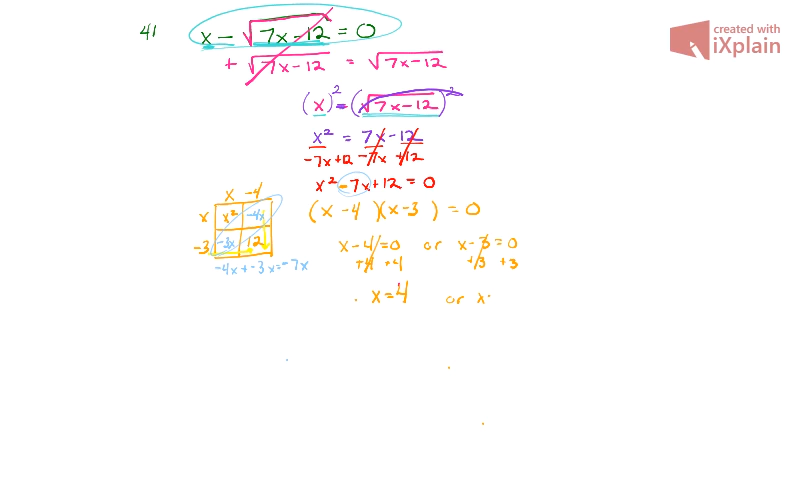 41 x - √7x-12 = 0
+ √7x-12 = √7x-12
(x)² = (√7x-12)²
x² = 7x-12
-7x+12 -7x +12
x² -7x+12 = 0
x -4
x x² -4x
-3 -3x 12
-4x+-3x=-7x
(x -4 )(x-3 ) = 0
x-4=0 or x-3=0
+4 +4 +3 +3
x=4 or x
created with
iXplain